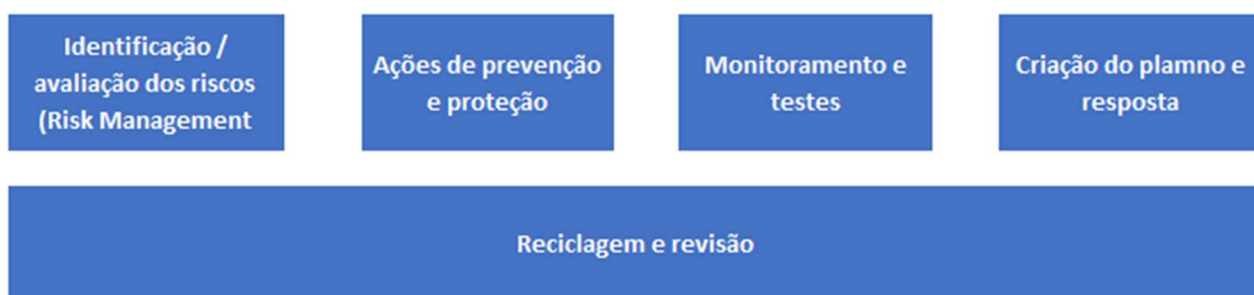 Identificação /
avaliação dos riscos
(Risk Management
Ações de prevenção
e proteção
Monitoramento e
testes
Criação do plamno e
resposta
Reciclagem e revisão